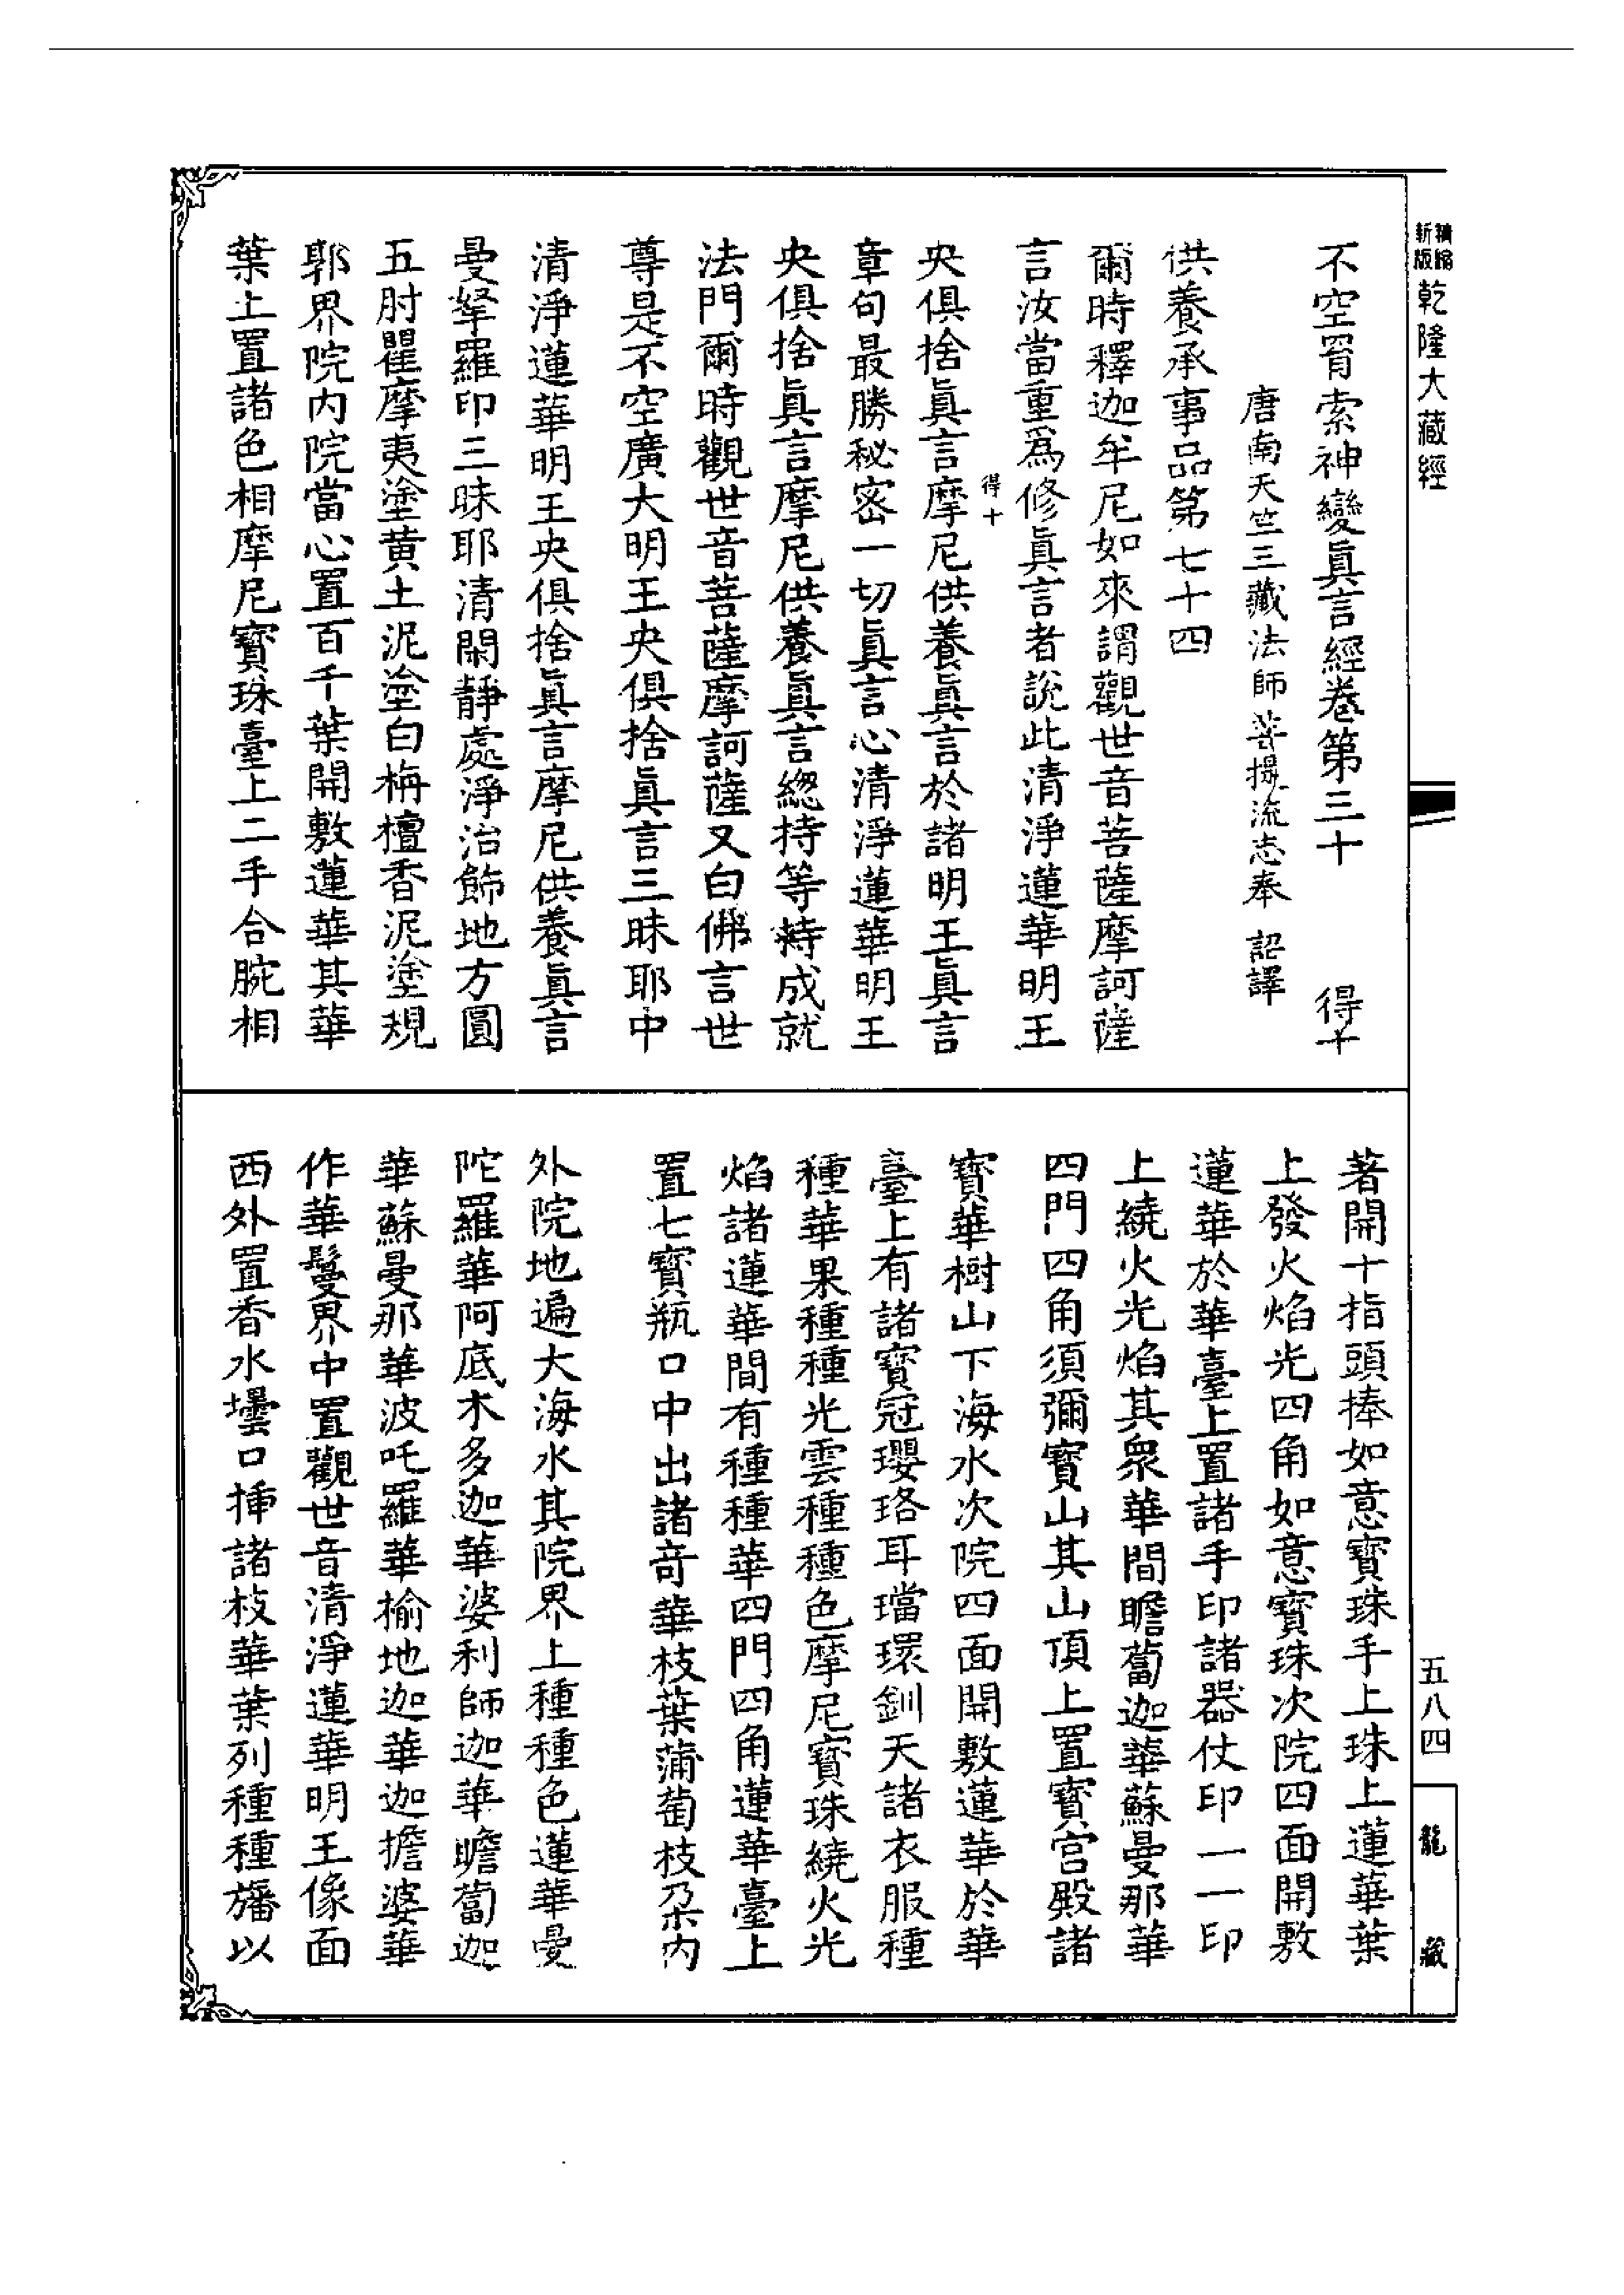 精縮
新版
乾隆大藏經
不空罥索神變真言經卷第三十 得十
唐南天竺三藏法師菩提流志奉 詔譯
供養承事品第七十四
爾時釋迦牟尼如來謂觀世音菩薩摩訶薩
言汝當重為修眞言者說此清淨蓮華明王
得十
央俱捨眞言摩尼供養眞言於諸明王眞言
章句最勝秘密一切眞言心清淨蓮華明王
央俱捨眞言摩尼供養眞言總持等持成就
法門爾時觀世音菩薩摩訶薩又白佛言世
尊是不空廣大明王央俱捨眞言三昧耶中
清淨蓮華明王央俱捨眞言摩尼供養眞言
曼拏羅印三昧耶清閑靜處淨治飾地方圓
五肘瞿摩夷塗黃土泥塗白栴檀香泥塗規
郭界院內院當心置百千葉開敷蓮華其華
葉上置諸色相摩尼寶珠臺上二手合腕相
著開十指頭捧如意寶珠手上珠上蓮華葉
上發火焰光四角如意寶珠次院四面開敷
蓮華於華臺上置諸手印諸器仗印一一印
上繞火光焰其眾華間瞻蔔迦華蘇曼那華
四門四角須彌寶山其山頂上置寶宮殿諸
寶華樹山下海水次院四面開敷蓮華於華
臺上有諸寶冠瓔珞耳璫環釧天諸衣服種
種華果種種光雲種種色摩尼寶珠繞火光
焰諸蓮華間有種種華四門四角蓮華臺上
置七寶瓶口中出諸奇華枝葉蒲萄枝朵內
外院地遍大海水其院界上種種色蓮華曼
陀羅華阿底木多迦華婆利師迦華瞻蔔迦
華蘇曼那華波吒羅華榆地迦華迦擔婆華
作華鬘界中置觀世音清淨蓮華明王像面
西外置香水壜口插諸枝華葉列種種旛以
五八四
龍
藏